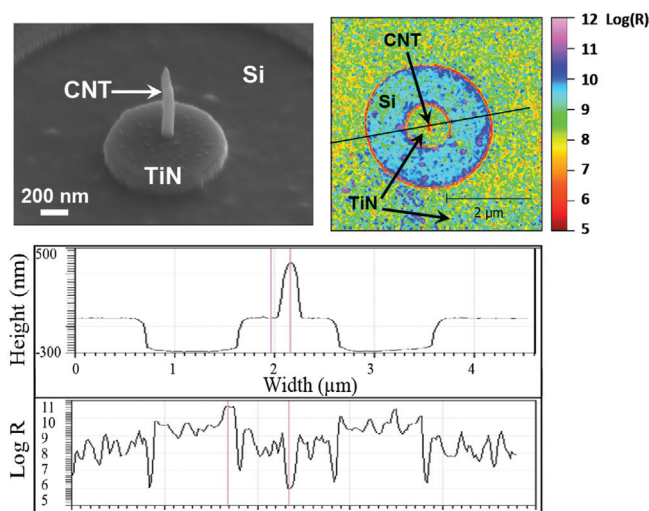 CNT
Si
TiN
200 nm
12 Log(R)
11
10
9
8
7
6
5
CNT
Si
TiN
2 µm
Height (nm)
500
-300
0 1 2 3 4
Width (µm)
Log R
11
10
9
8
7
6
5